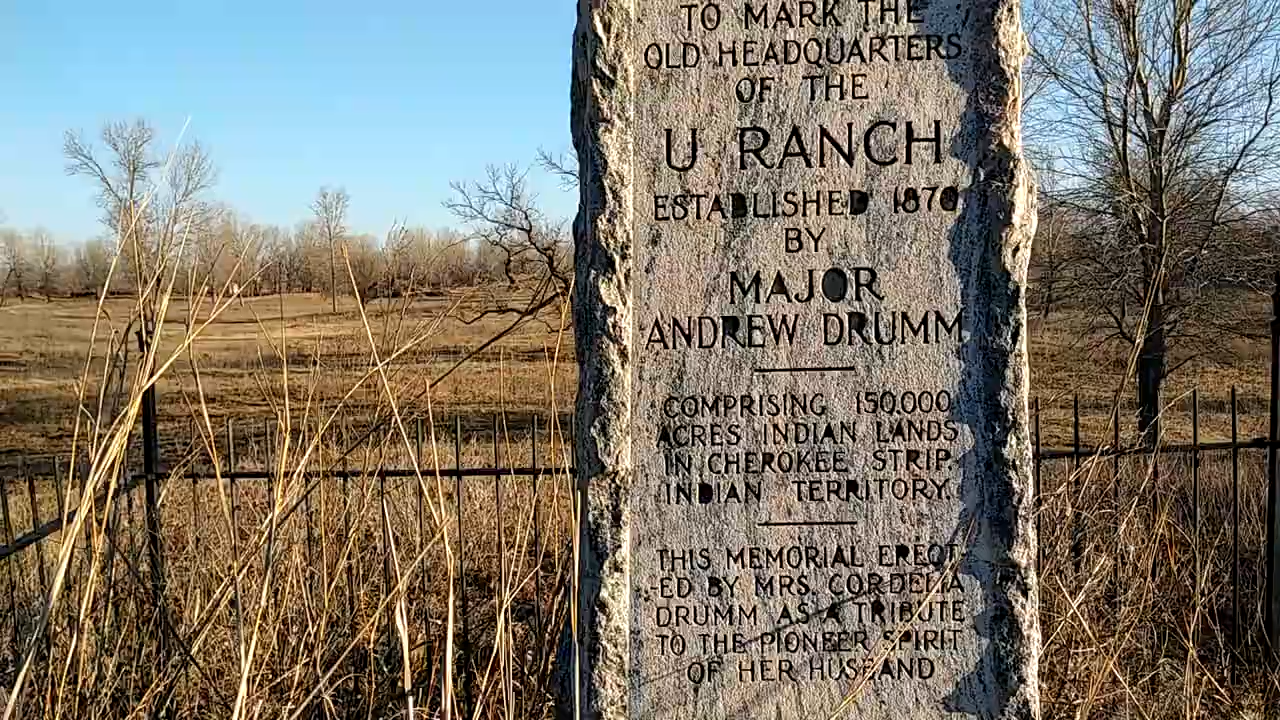 TO MARK THE
OLD HEADQUARTERS
OF THE
U RANCH
ESTABLISHED 1870
BY
MAJOR
ANDREW DRUMM
COMPRISING 150,000
ACRES INDIAN LANDS
IN CHEROKEE STRIP
INDIAN TERRITORY.
THIS MEMORIAL ERECT
-ED BY MRS. CORDELIA
DRUMM AS A TRIBUTE
TO THE PIONEER SPIRIT
OF HER HUSBAND